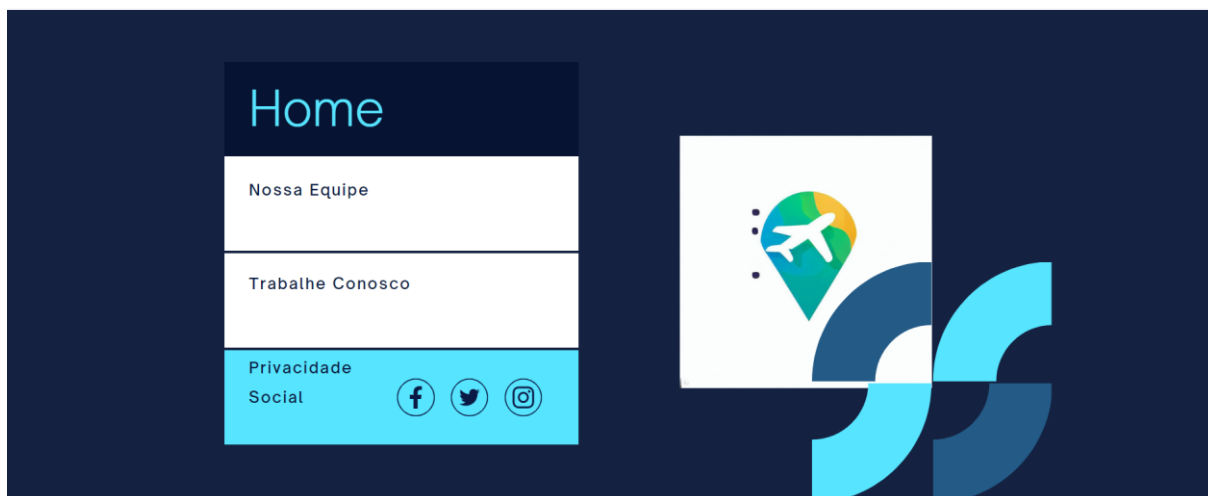 Home
Nossa Equipe
Trabalhe Conosco
Privacidade
Social